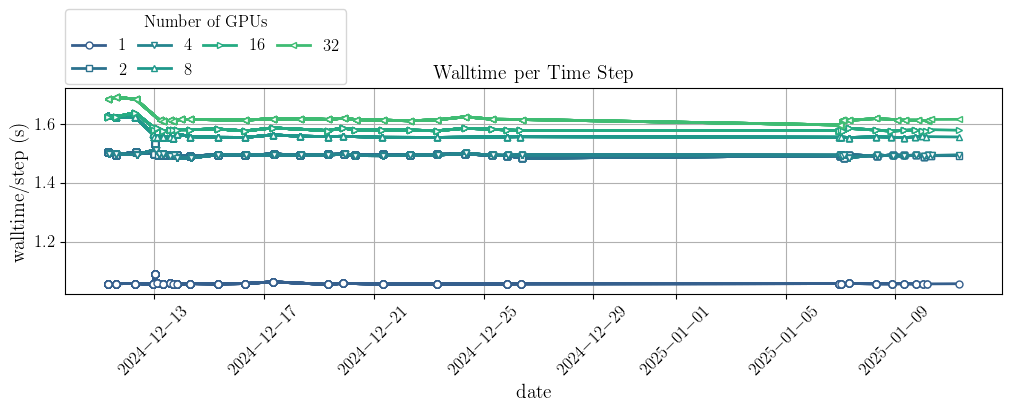 Number of GPUs
1 4 16 32
2 8
Walltime per Time Step
walltime/step (s)
1.6
1.4
1.2
2024−12−13 2024−12−17 2024−12−21 2024−12−25 2024−12−29 2025−01−01 2025−01−05 2025−01−09
date